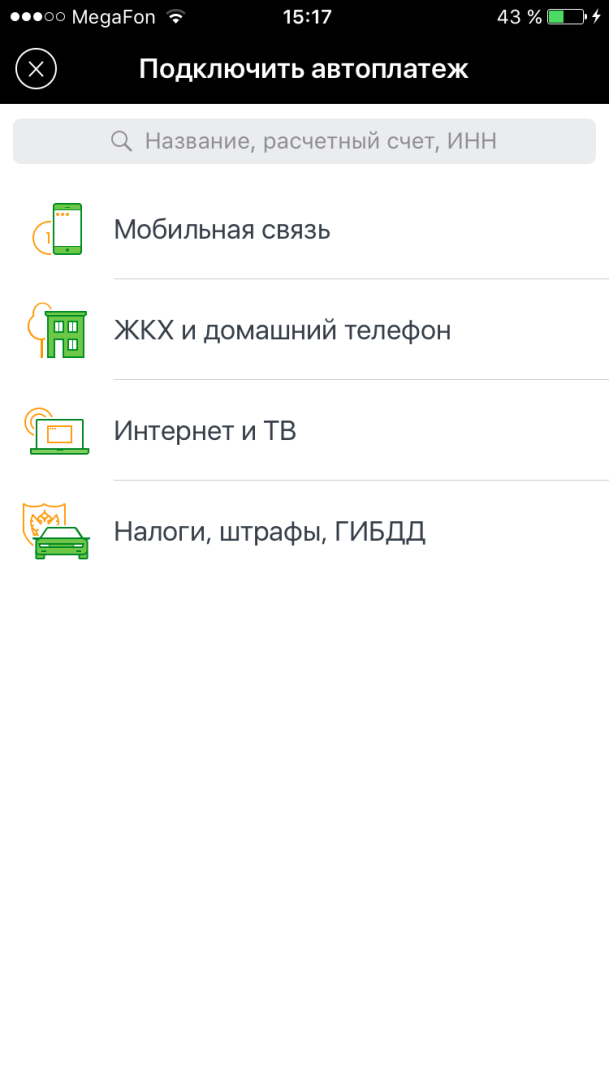 MegaFon 15:17 43 %
Подключить автоплатеж
Название, расчетный счет, ИНН
1
Мобильная связь
ЖКХ и домашний телефон
Интернет и ТВ
Налоги, штрафы, ГИБДД